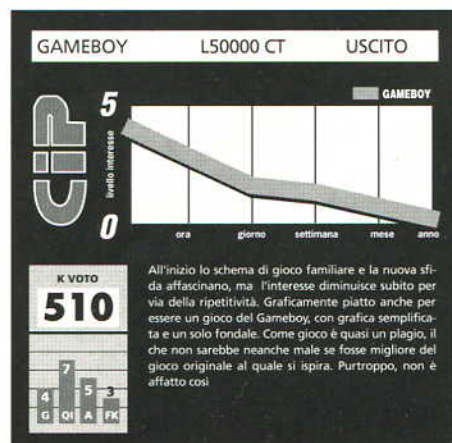 GAMEBOY L50000 CT USCITO
GAMEBOY
CiP
livello interesse
5
0
ora giorno settimana mese anno
K VOTO
510
4 7 5 3
G QI A FK
All'inizio lo schema di gioco familiare e la nuova sfi-
da affascinano, ma l'interesse diminuisce subito per
via della ripetitività. Graficamente piatto anche per
essere un gioco del Gameboy, con grafica semplifica-
ta e un solo fondale. Come gioco è quasi un plagio, il
che non sarebbe neanche male se fosse migliore del
gioco originale al quale si ispira. Purtroppo, non è
affatto così